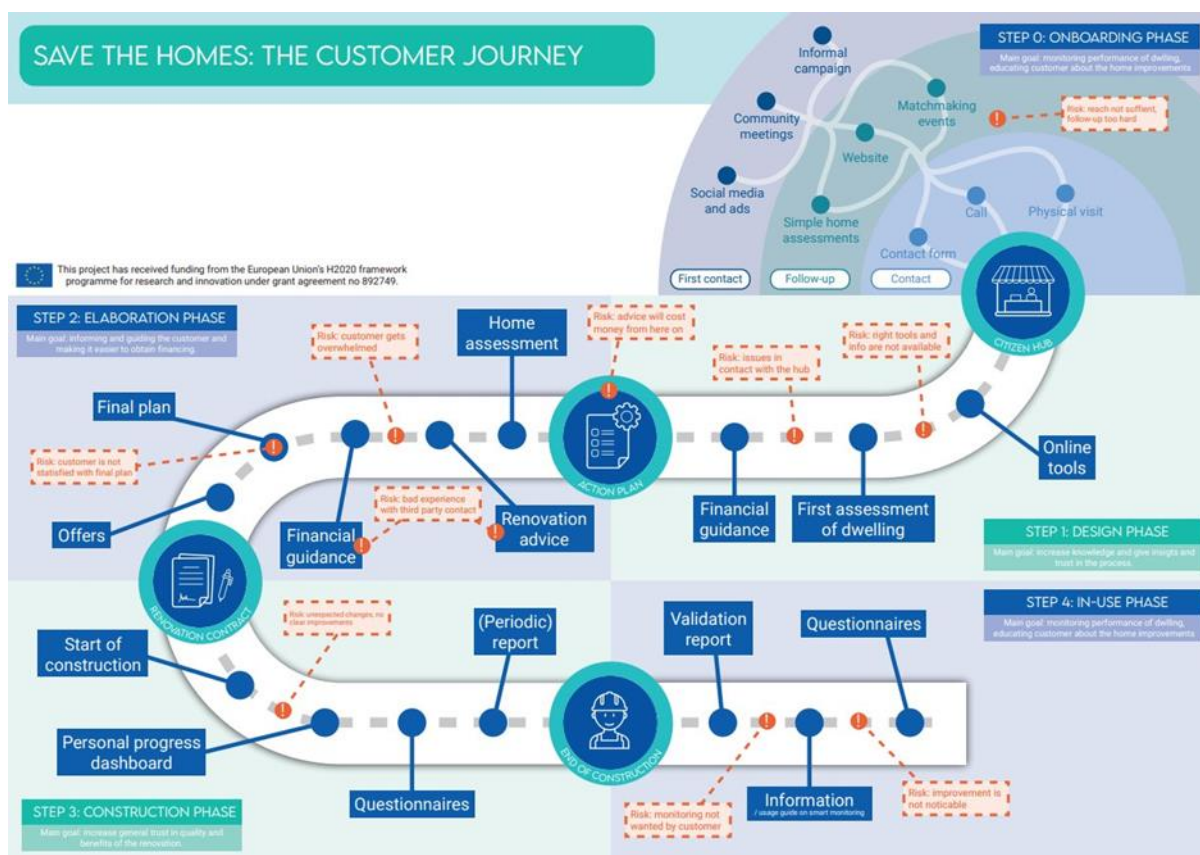 SAVE THE HOMES: THE CUSTOMER JOURNEY
STEP 0: ONBOARDING PHASE
Main goal: monitoring performance of dwlling,
educating customer about the home improvements
Informal
campaign
Community
meetings
Social media
and ads
Matchmaking
events
Website
Simple home
assessments
Risk: reach not suffient,
follow-up too hard
Call
Physical visit
Contact form
First contact
Follow-up
Contact
CITIZEN HUB
This project has received funding from the European Union's H2020 framework
programme for research and innovation under grant agreement no 892749.
STEP 2: ELABORATION PHASE
Main goal: informing and guiding the customer and
making it easier to obtain financing.
Risk: customer gets
overwhelmed
Home
assessment
Risk: advice will cost
money from here on
Risk: issues in
contact with the hub
Risk: right tools and
info are not available
Final plan
Risk: customer is not
statisfied with final plan
Offers
Financial
guidance
Risk: bad experience
with third party contact
Renovation
advice
ACTION PLAN
Financial
guidance
First assessment
of dwelling
Online
tools
STEP 1: DESIGN PHASE
Main goal: increase knowledge and give insigts and
trust in the process.
RENOVATION CONTRACT
Risk: unexpected changes, no
clear improvements
Start of
construction
(Periodic)
report
Validation
report
Questionnaires
STEP 4: IN-USE PHASE
Main goal: monitoring performance of dwlling,
educating customer about the home improvements
Personal progress
dashboard
Questionnaires
END OF CONSTRUCTION
Risk: monitoring not
wanted by customer
Information
/ usage guide on smart monitoring
Risk: improvement is
not noticable
STEP 3: CONSTRUCTION PHASE
Main goal: increase general trust in quality and
benefits of the renovation.